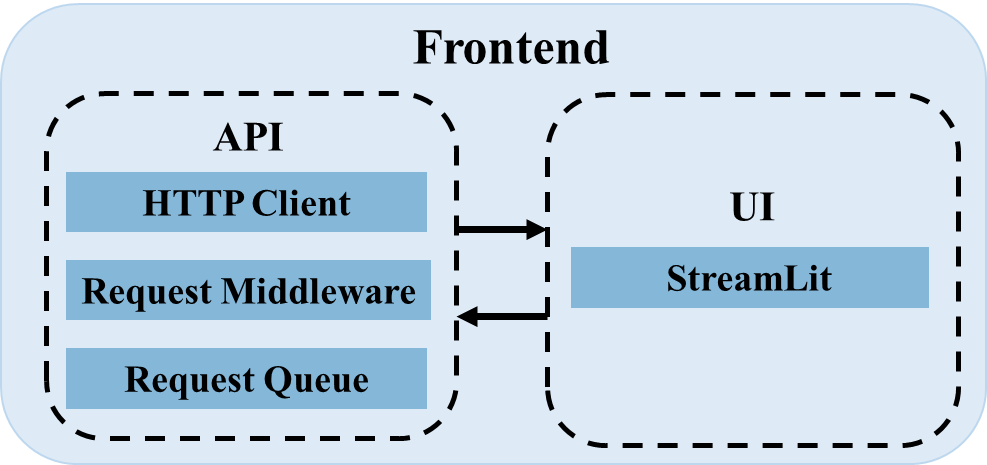 Frontend
API
HTTP Client
Request Middleware
Request Queue
UI
StreamLit